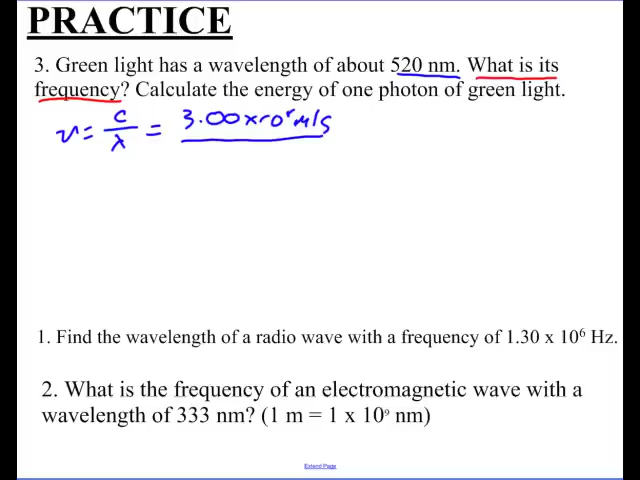 PRACTICE
3. Green light has a wavelength of about 520 nm. What is its
frequency? Calculate the energy of one photon of green light.
ν = c/λ = 3.00x10⁸ m/s
1. Find the wavelength of a radio wave with a frequency of 1.30 x 10⁶ Hz.
2. What is the frequency of an electromagnetic wave with a
wavelength of 333 nm? (1 m = 1 x 10⁹ nm)
Extend Page